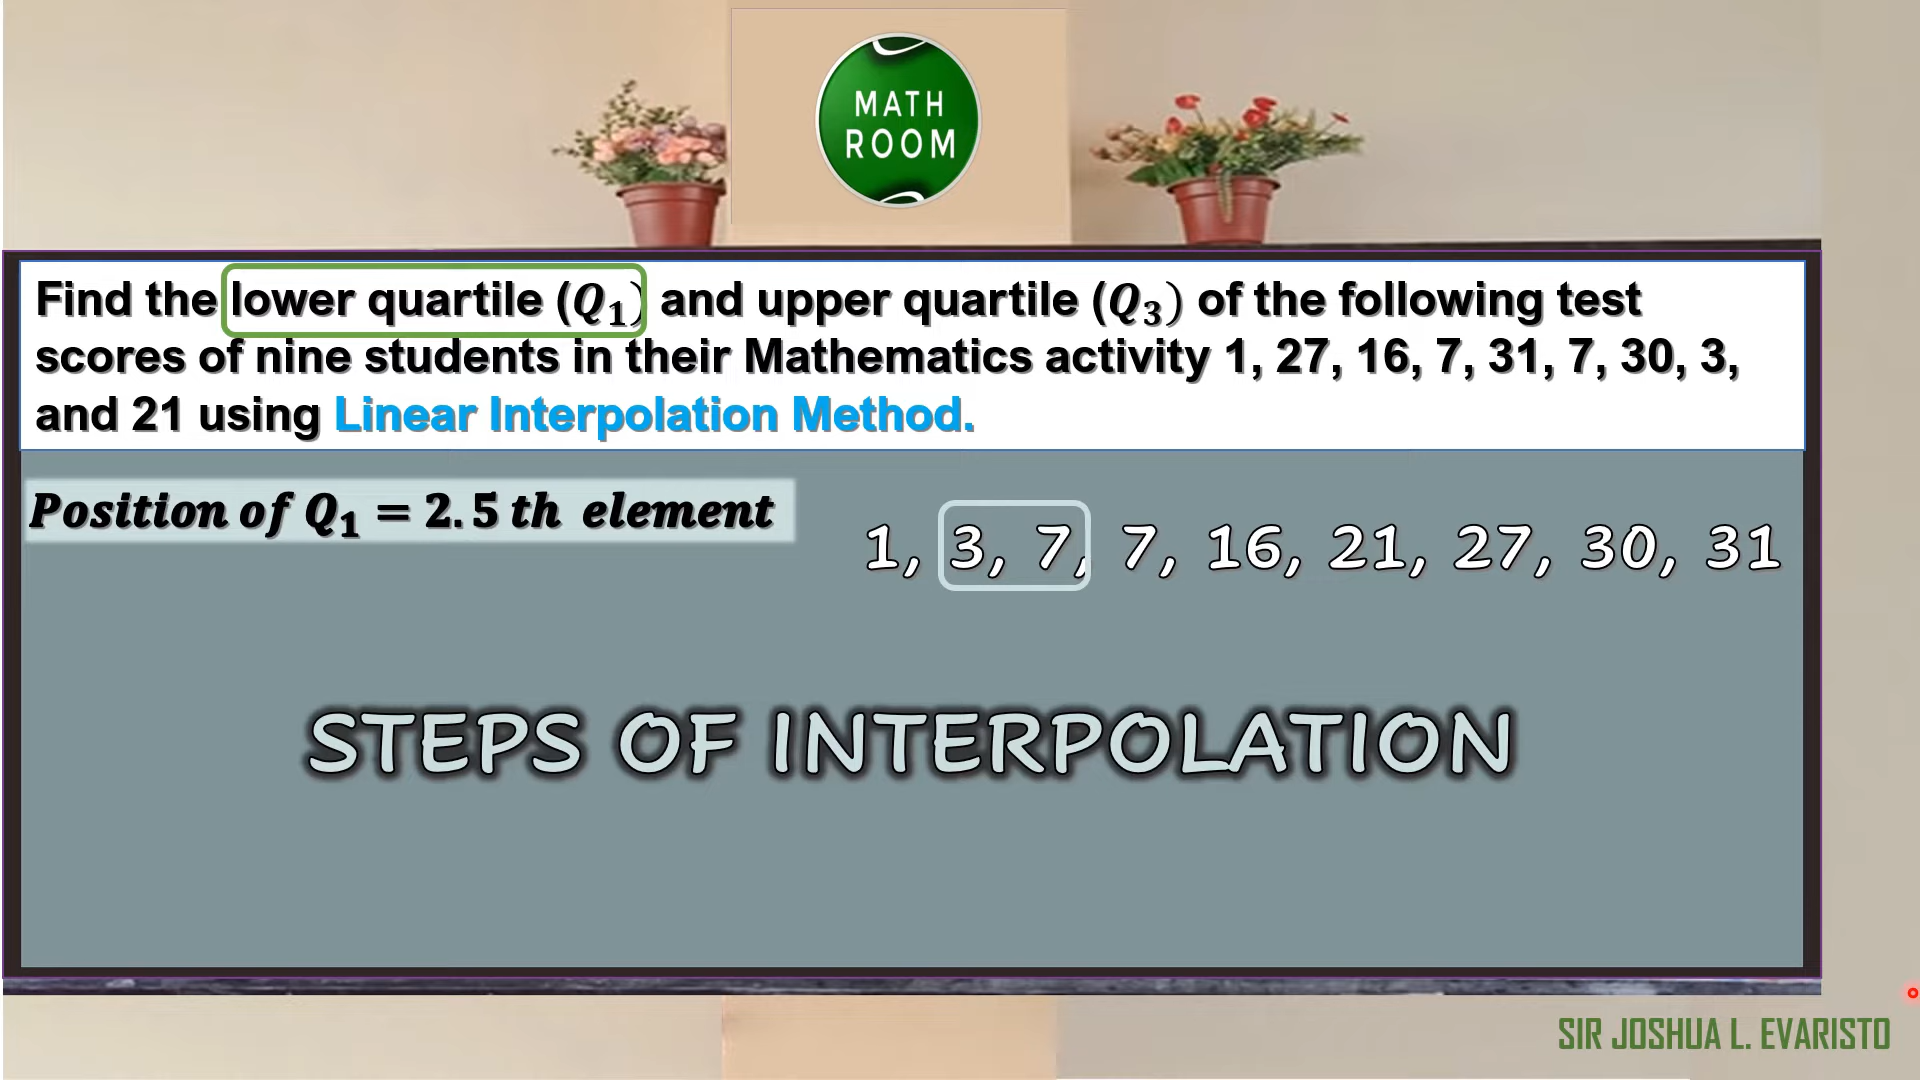 MATH
ROOM
Find the lower quartile (Q₁) and upper quartile (Q₃) of the following test
scores of nine students in their Mathematics activity 1, 27, 16, 7, 31, 7, 30, 3,
and 21 using Linear Interpolation Method.
Position of Q₁ = 2.5 th element
1, 3, 7, 7, 16, 21, 27, 30, 31
STEPS OF INTERPOLATION
SIR JOSHUA L. EVARISTO